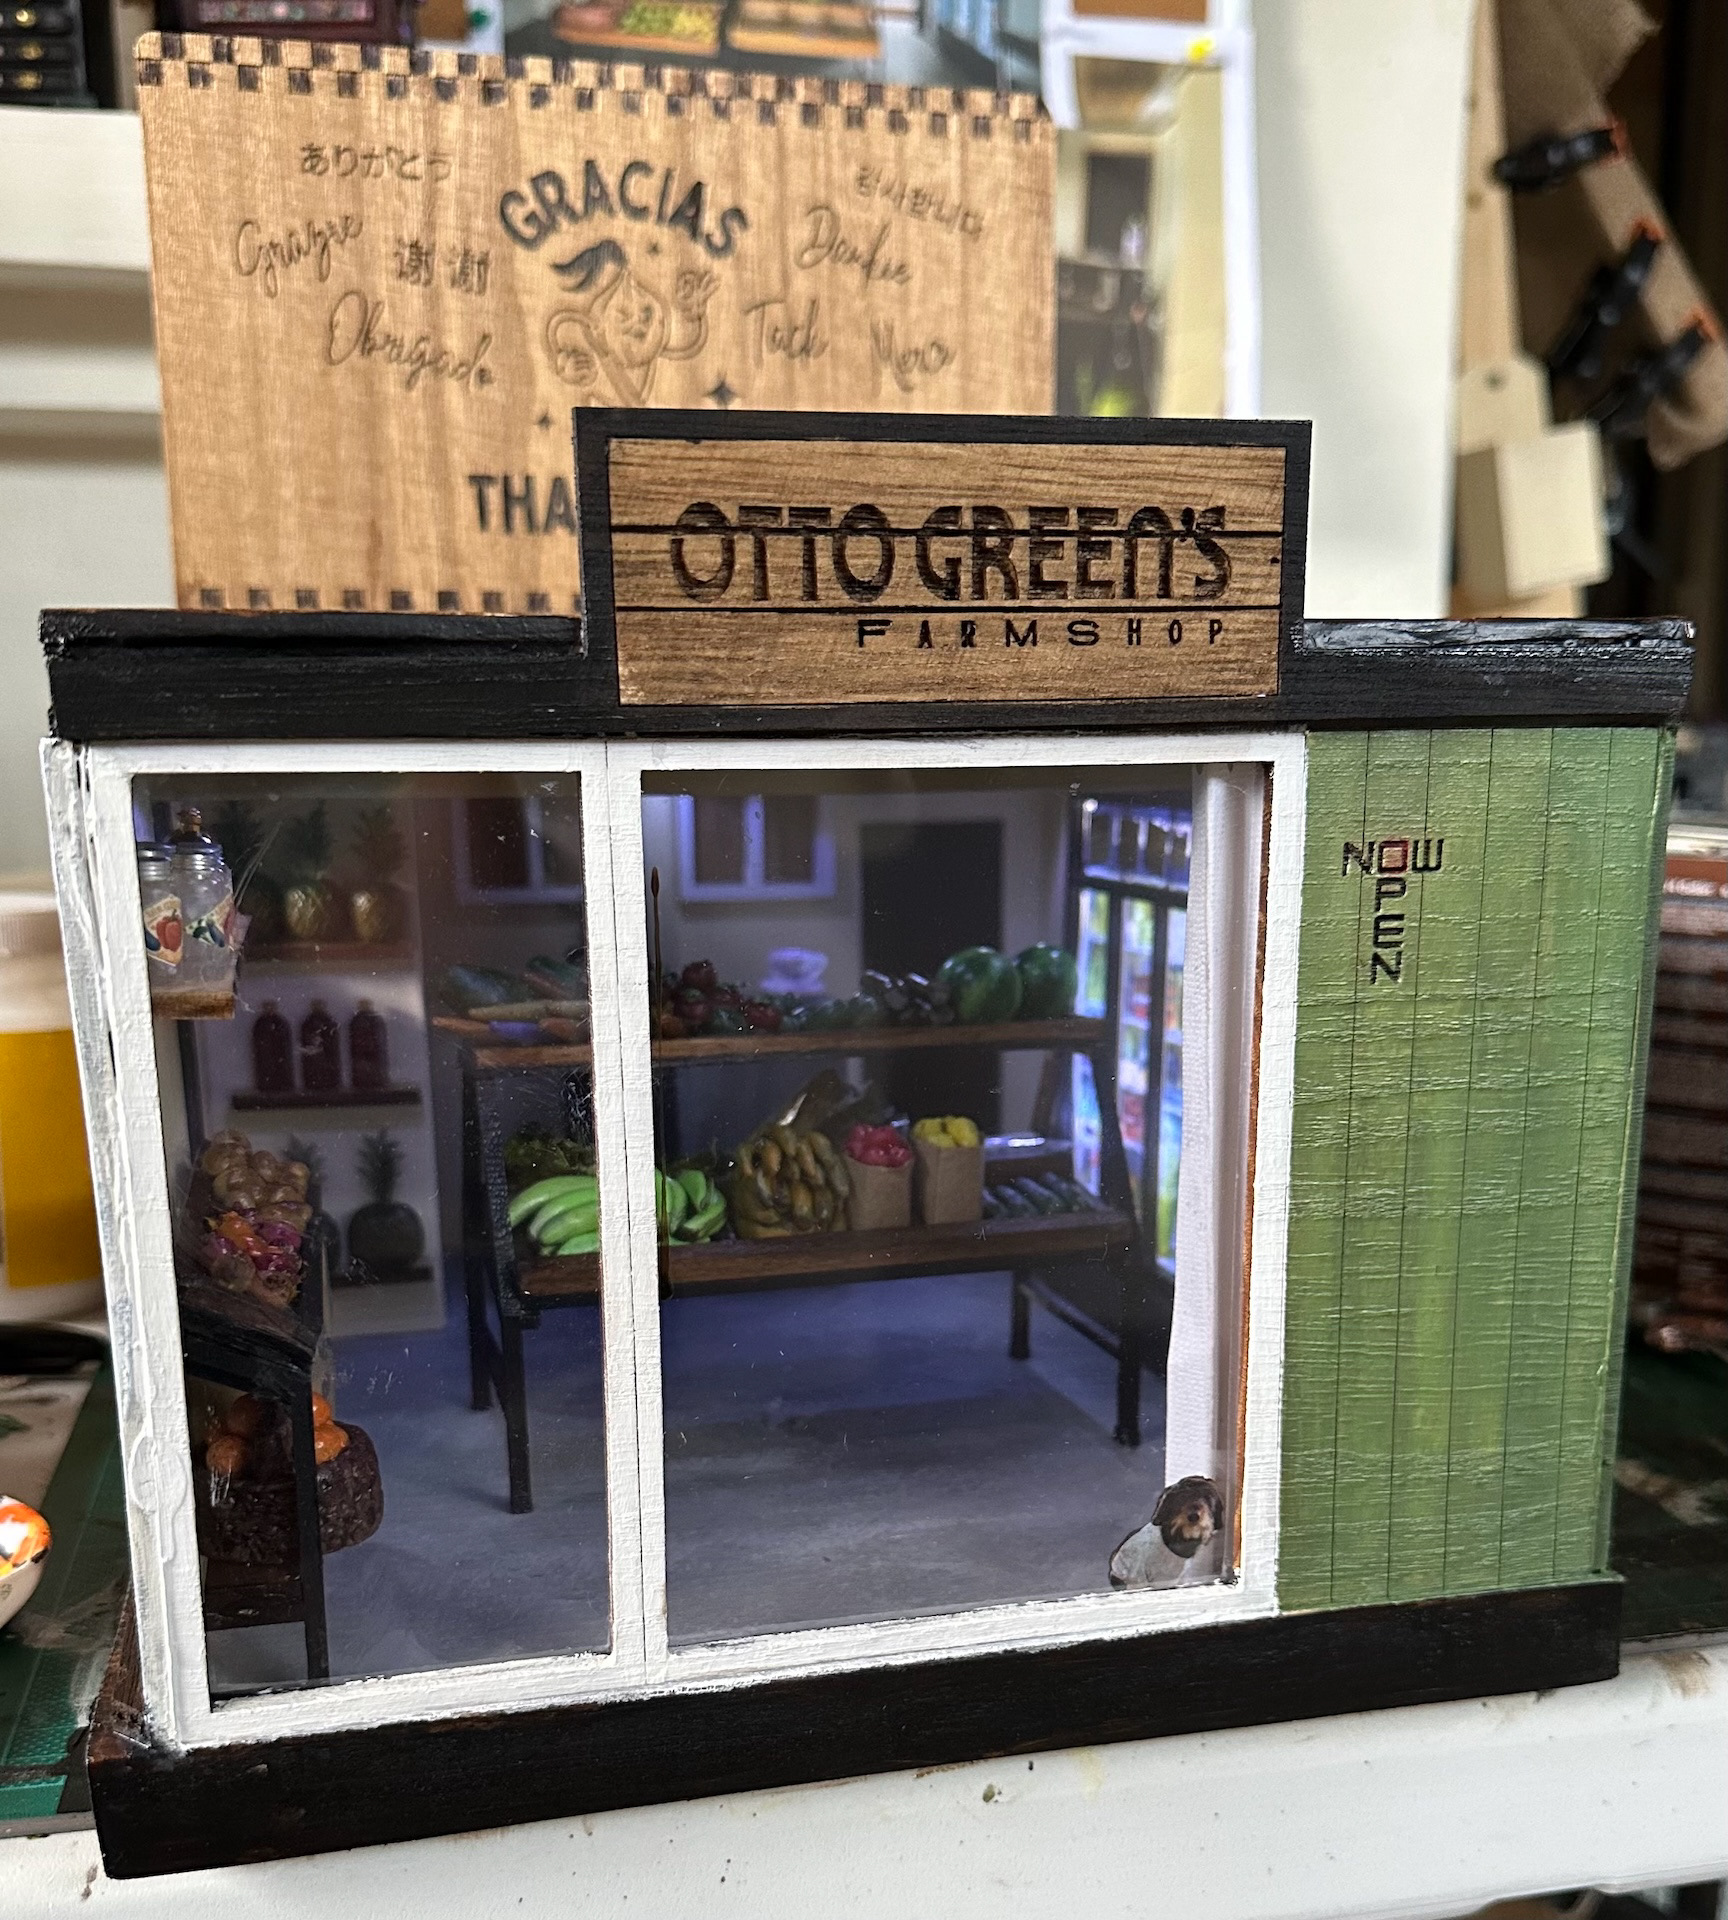 ありがとう
GRACIAS
감사합니다
Grazie
谢谢
Danke
Obrigado
Tack
Merci
THA
OTTO GREEN'S
FARMSHOP
NOW
OPEN